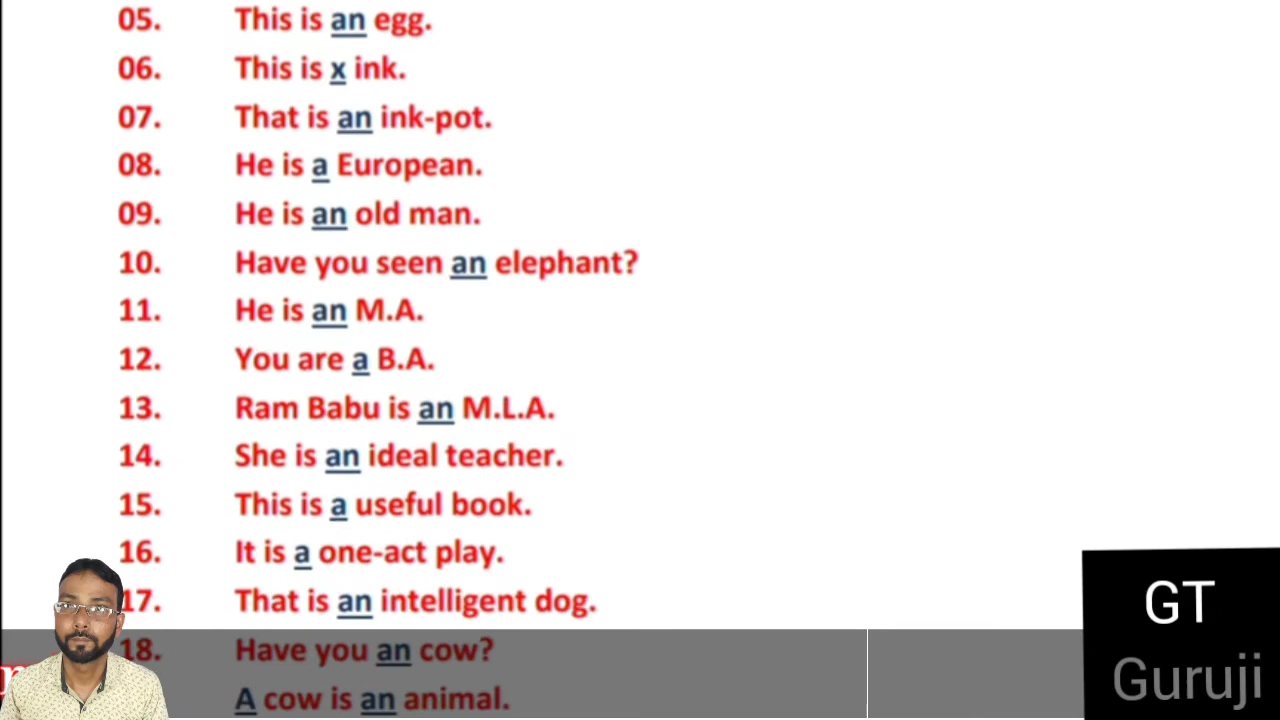 05. This is an egg.
06. This is x ink.
07. That is an ink-pot.
08. He is a European.
09. He is an old man.
10. Have you seen an elephant?
11. He is an M.A.
12. You are a B.A.
13. Ram Babu is an M.L.A.
14. She is an ideal teacher.
15. This is a useful book.
16. It is a one-act play.
17. That is an intelligent dog.
18. Have you an cow?
A cow is an animal.
GT
Guruji